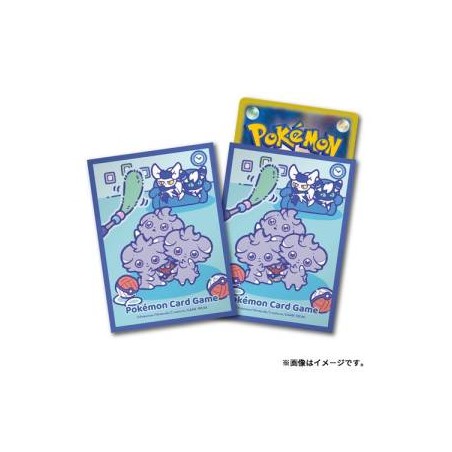 POKÉMON
Pokémon Card Game
Pokémon Card Game
※画像はイメージです。